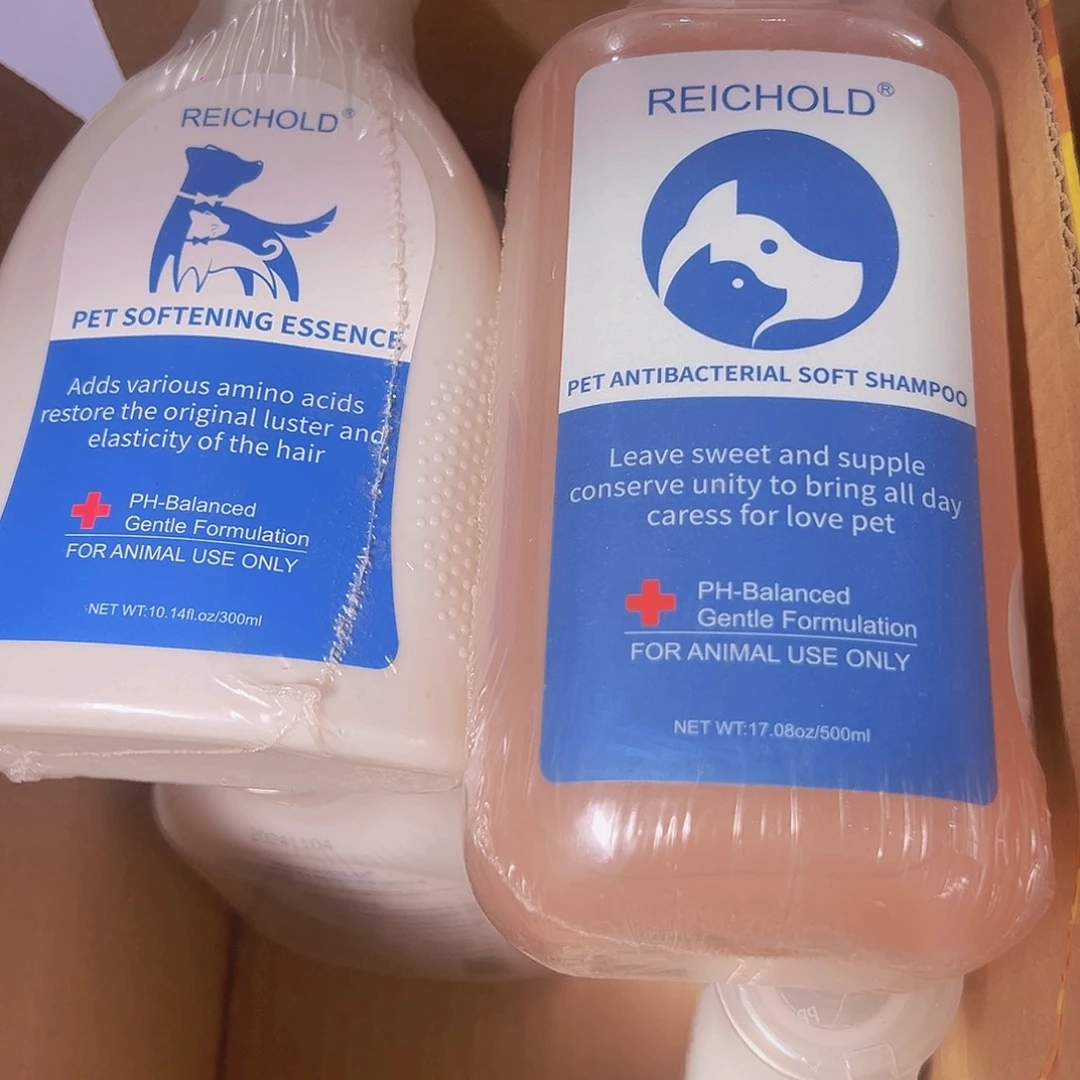 REICHOLD®
PET SOFTENING ESSENCE
Adds various amino acids
restore the original luster and
elasticity of the hair
PH-Balanced
Gentle Formulation
FOR ANIMAL USE ONLY
NET WT:10.14fl.oz/300ml
REICHOLD®
PET ANTIBACTERIAL SOFT SHAMPOO
Leave sweet and supple
conserve unity to bring all day
caress for love pet
PH-Balanced
Gentle Formulation
FOR ANIMAL USE ONLY
NET WT:17.08oz/500ml